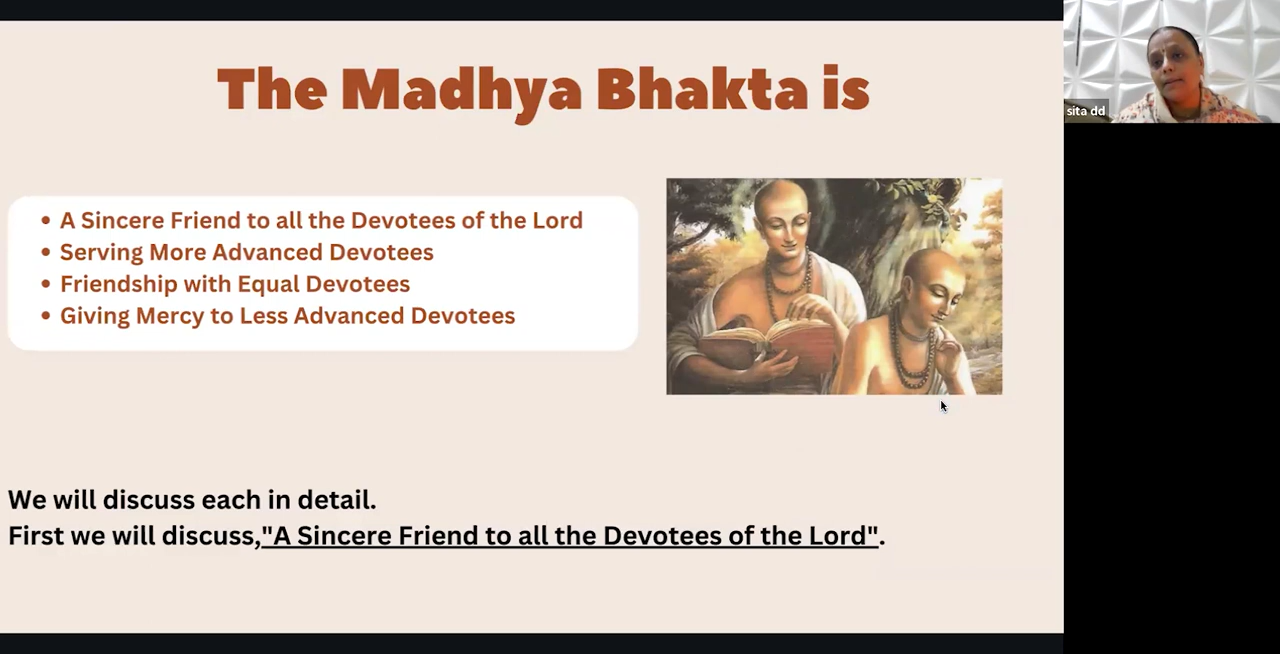 The Madhya Bhakta is
• A Sincere Friend to all the Devotees of the Lord
• Serving More Advanced Devotees
• Friendship with Equal Devotees
• Giving Mercy to Less Advanced Devotees
We will discuss each in detail.
First we will discuss,"A Sincere Friend to all the Devotees of the Lord".
sita dd